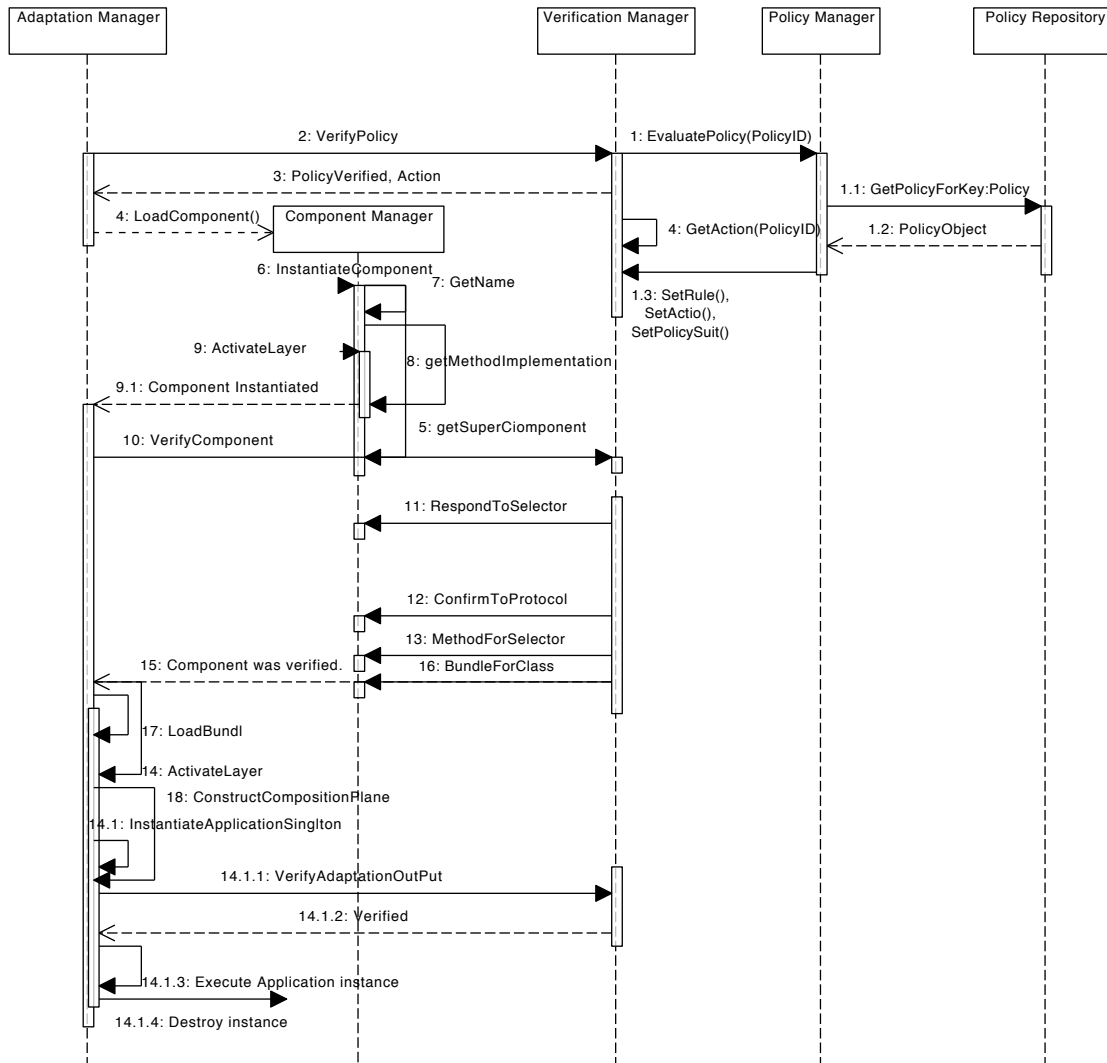 Adaptation Manager
Verification Manager
Policy Manager
Policy Repository
2: VerifyPolicy
1: EvaluatePolicy(PolicyID)
3: PolicyVerified, Action
1.1: GetPolicyForKey:Policy
4: LoadComponent()
Component Manager
4: GetAction(PolicyID)
1.2: PolicyObject
6: InstantiateComponent
7: GetName
1.3: SetRule(),
SetActio(),
SetPolicySuit()
9: ActivateLayer
8: getMethodImplementation
9.1: Component Instantiated
5: getSuperCiomponent
10: VerifyComponent
11: RespondToSelector
12: ConfirmToProtocol
13: MethodForSelector
15: Component was verified.
16: BundleForClass
17: LoadBundl
14: ActivateLayer
18: ConstructCompositionPlane
14.1: InstantiateApplicationSinglton
14.1.1: VerifyAdaptationOutPut
14.1.2: Verified
14.1.3: Execute Application instance
14.1.4: Destroy instance